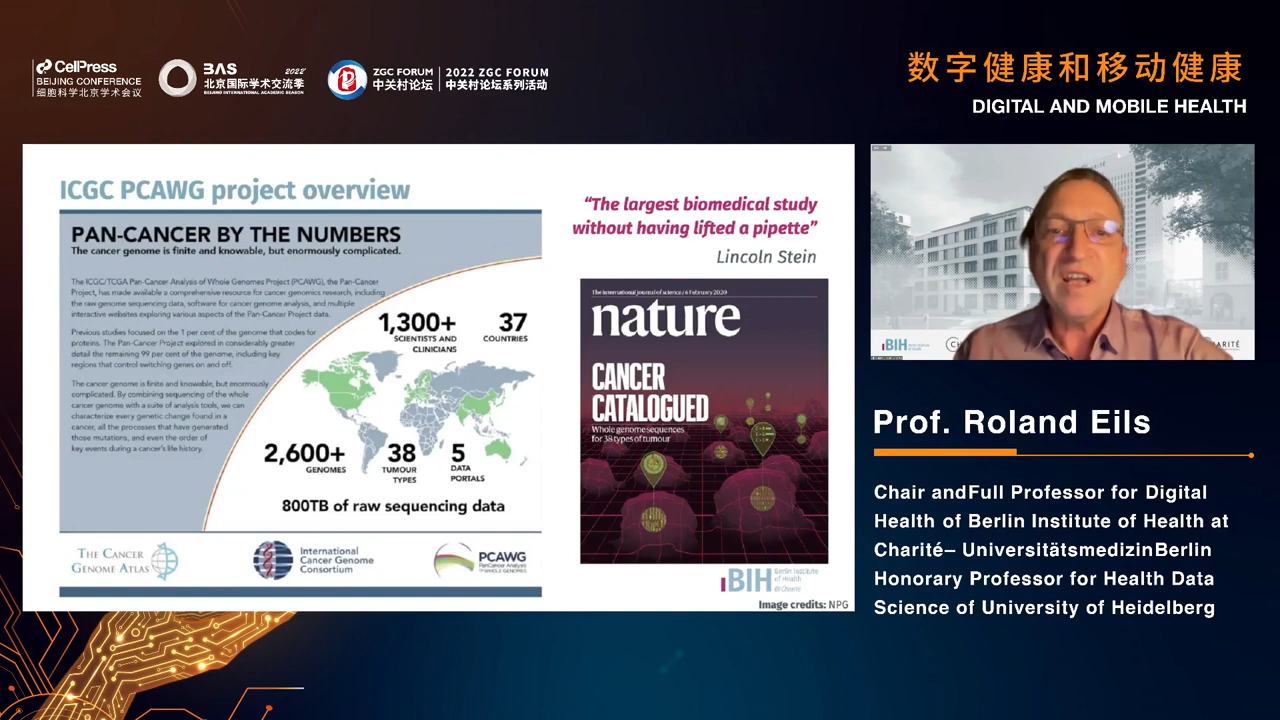 CellPress
BEIJING CONFERENCE
细胞科学北京学术会议
BAS 2022
北京国际学术交流季
BEIJING INTERNATIONAL ACADEMIC SEASON
ZGC FORUM
中关村论坛
2022 ZGC FORUM
中关村论坛系列活动
数字健康和移动健康
DIGITAL AND MOBILE HEALTH
ICGC PCAWG project overview
PAN-CANCER BY THE NUMBERS
The cancer genome is finite and knowable, but enormously complicated.
The ICGC/TCGA Pan-Cancer Analysis of Whole Genomes Project (PCAWG), the Pan-Cancer
Project, has made available a comprehensive resource for cancer genomics research, including
the raw genome sequencing data, software for cancer genome analysis, and multiple
interactive websites exploring various aspects of the Pan-Cancer Project data.
Previous studies focused on the 1 per cent of the genome that codes for
proteins. The Pan-Cancer Project explored in considerably greater
detail the remaining 99 per cent of the genome, including key
regions that control switching genes on and off.
The cancer genome is finite and knowable, but enormously
complicated. By combining sequencing of the whole
cancer genome with a suite of analysis tools, we can
characterize every genetic change found in a
cancer, all the processes that have generated
those mutations, and even the order of
key events during a cancer's life history.
1,300+
SCIENTISTS AND
CLINICIANS
37
COUNTRIES
2,600+
GENOMES
38
TUMOUR
TYPES
5
DATA
PORTALS
800TB of raw sequencing data
THE CANCER
GENOME ATLAS
International
Cancer Genome
Consortium
PCAWG
PanCancer Analysis
OF WHOLE GENOMES
“The largest biomedical study
without having lifted a pipette”
Lincoln Stein
The international journal of science / 6 February 2020
nature
CANCER
CATALOGUED
Whole genome sequences
for 38 types of tumour
BIH
Berlin Institute
of Health
@Charité
Image credits: NPG
BIH
CH
ARITÉ
Prof. Roland Eils
Chair andFull Professor for Digital
Health of Berlin Institute of Health at
Charité– UniversitätsmedizinBerlin
Honorary Professor for Health Data
Science of University of Heidelberg